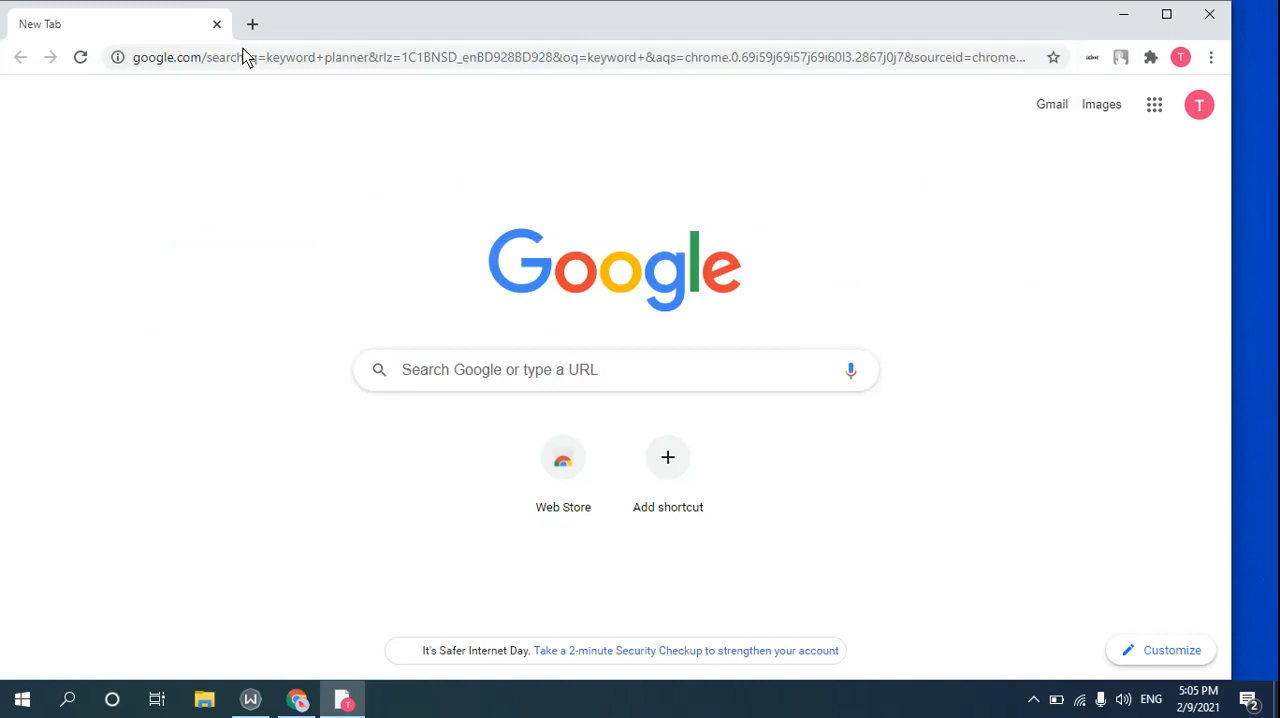 New Tab
google.com/search?q=keyword+planner&rlz=1C1BNSD_enBD928BD928&oq=keyword+&aqs=chrome.0.69i59j69i57j69i60l3.2867j0j7&sourceid=chrome...
T
Gmail Images
T
Google
Search Google or type a URL
Web Store
Add shortcut
It's Safer Internet Day. Take a 2-minute Security Checkup to strengthen your account
Customize
W
T
ENG
5:05 PM
2/9/2021
2